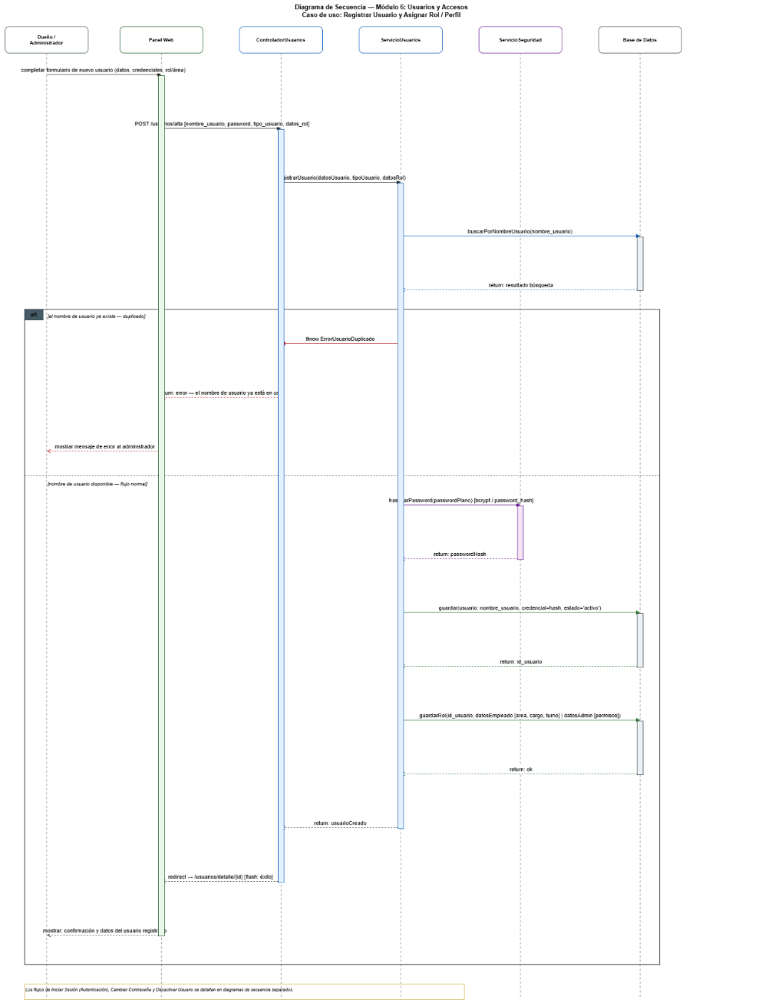 Diagrama de Secuencia — Módulo 6: Usuarios y Accesos
Caso de uso: Registrar Usuario y Asignar Rol / Perfil
Dueño /
Administrador
Panel Web
ControladorUsuarios
ServicioUsuarios
ServicioSeguridad
Base de Datos
completar formulario de nuevo usuario (datos, credenciales, rol/área)
POST /usuarios/alta [nombre_usuario, password, tipo_usuario, datos_rol]
gistrarUsuario(datosUsuario, tipoUsuario, datosRol)
buscarPorNombreUsuario(nombre_usuario)
return: resultado búsqueda
alt
[el nombre de usuario ya existe — duplicado]
throw ErrorUsuarioDuplicado
urn: error — el nombre de usuario ya está en us
mostrar mensaje de error al administrador
[nombre de usuario disponible — flujo normal]
hashearPassword(passwordPlano) [bcrypt / password_hash]
return: passwordHash
guardar(usuario: nombre_usuario, credencial=hash, estado='activo')
return: id_usuario
guardarRol(id_usuario, datosEmpleado [area, cargo, turno] | datosAdmin [permisos])
return: ok
return: usuarioCreado
redirect → /usuarios/detalle/{id} [flash: éxito]
mostrar: confirmación y datos del usuario registrado
Los flujos de Iniciar Sesión (Autenticación), Cambiar Contraseña y Desactivar Usuario se detallan en diagramas de secuencia separados.